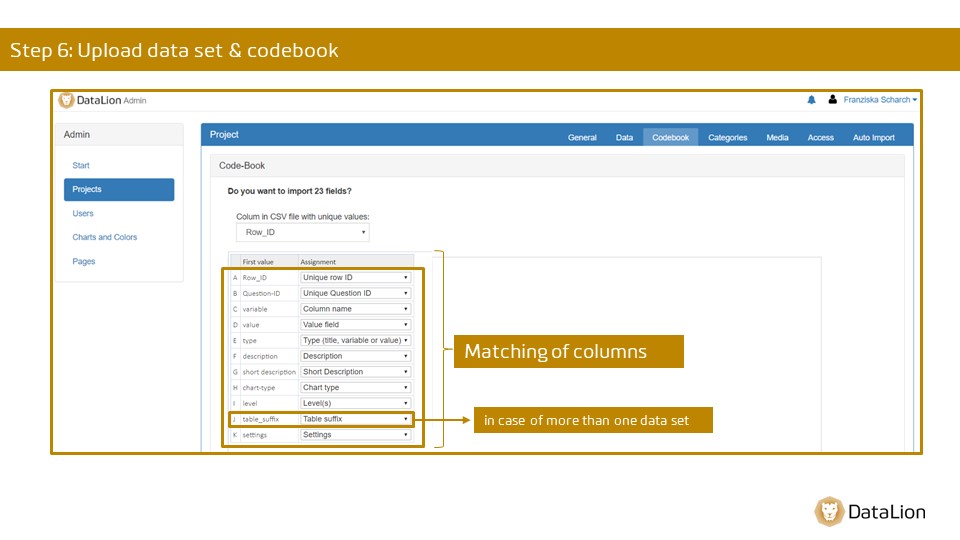 Step 6: Upload data set & codebook
DataLion Admin
Franziska Scharch
Admin
Start
Projects
Users
Charts and Colors
Pages
Project
General Data Codebook Categories Media Access Auto Import
Code-Book
Do you want to import 23 fields?
Colum in CSV file with unique values:
Row_ID
First value Assignment
A Row_ID Unique row ID
B Question-ID Unique Question ID
C variable Column name
D value Value field
E type Type (title, variable or value)
F description Description
G short description Short Description
H chart-type Chart type
I level Level(s)
J table_suffix Table suffix
K settings Settings
Matching of columns
in case of more than one data set
DataLion